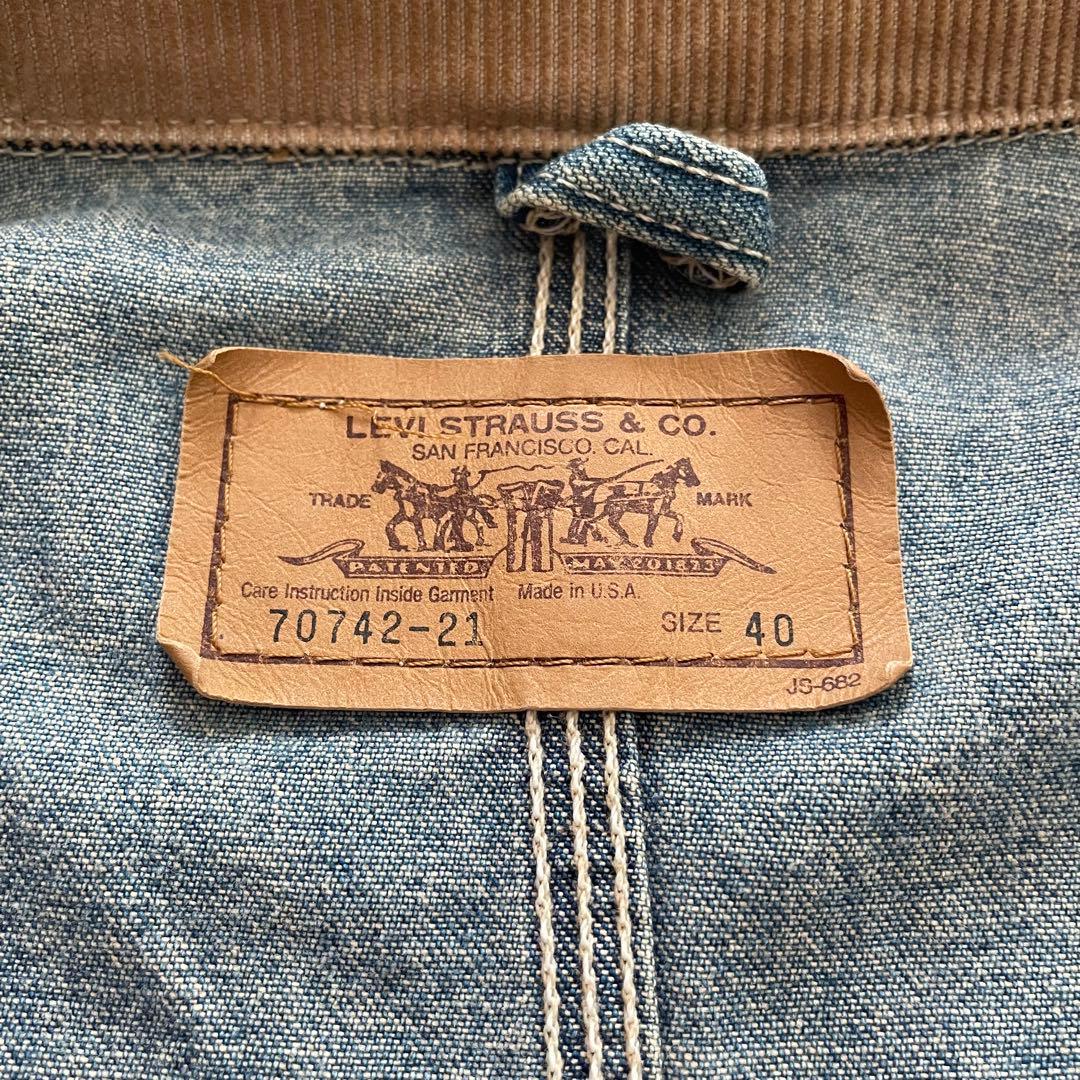 LEVI STRAUSS & CO.
SAN FRANCISCO. CAL.
TRADE MARK
PATENTED MAY 20 1873
Care Instruction Inside Garment Made in U.S.A.
70742-21 SIZE 40
JS-682